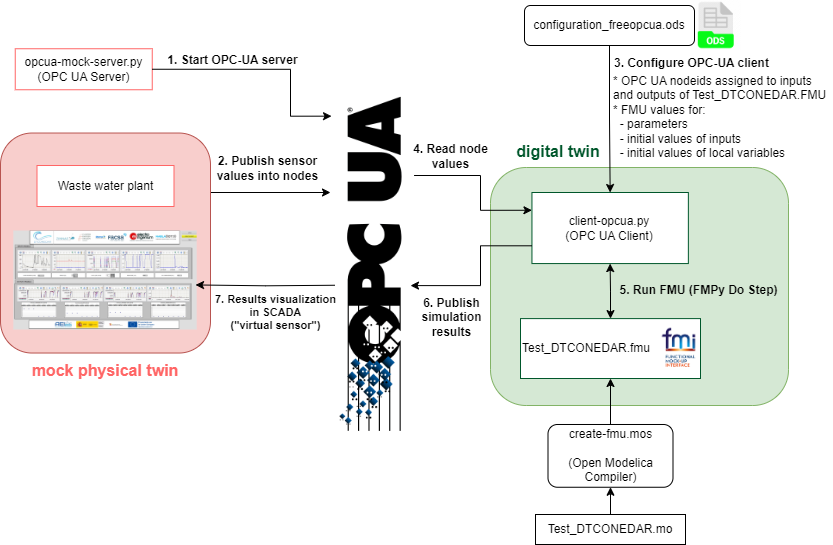 configuration_freeopcua.ods
ODS
opcua-mock-server.py
(OPC UA Server)
1. Start OPC-UA server
3. Configure OPC-UA client
* OPC UA nodeids assigned to inputs
and outputs of Test_DTCONEDAR.FMU
* FMU values for:
- parameters
- initial values of inputs
- initial values of local variables
OPC UA
®
4. Read node
values
digital twin
2. Publish sensor
values into nodes
Waste water plant
client-opcua.py
(OPC UA Client)
7. Results visualization
in SCADA
("virtual sensor")
6. Publish
simulation
results
5. Run FMU (FMPy Do Step)
mock physical twin
Test_DTCONEDAR.fmu
fmi
FUNCTIONAL
MOCK-UP
INTERFACE
create-fmu.mos
(Open Modelica
Compiler)
Test_DTCONEDAR.mo